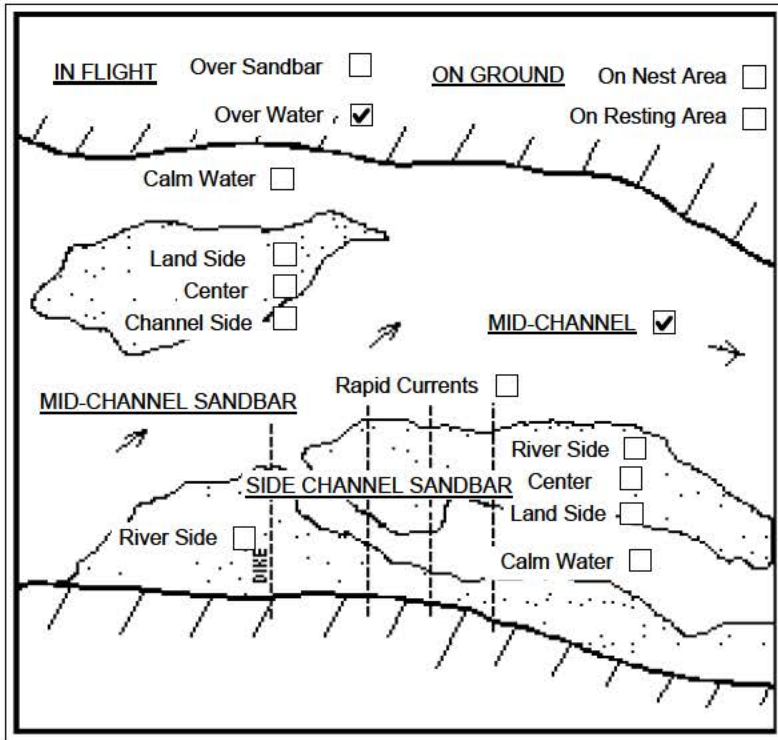 IN FLIGHT
Over Sandbar
ON GROUND
On Nest Area
Over Water
On Resting Area
Calm Water
Land Side
Center
Channel Side
MID-CHANNEL
Rapid Currents
MID-CHANNEL SANDBAR
River Side
SIDE CHANNEL SANDBAR
Center
Land Side
River Side
DIKE
Calm Water